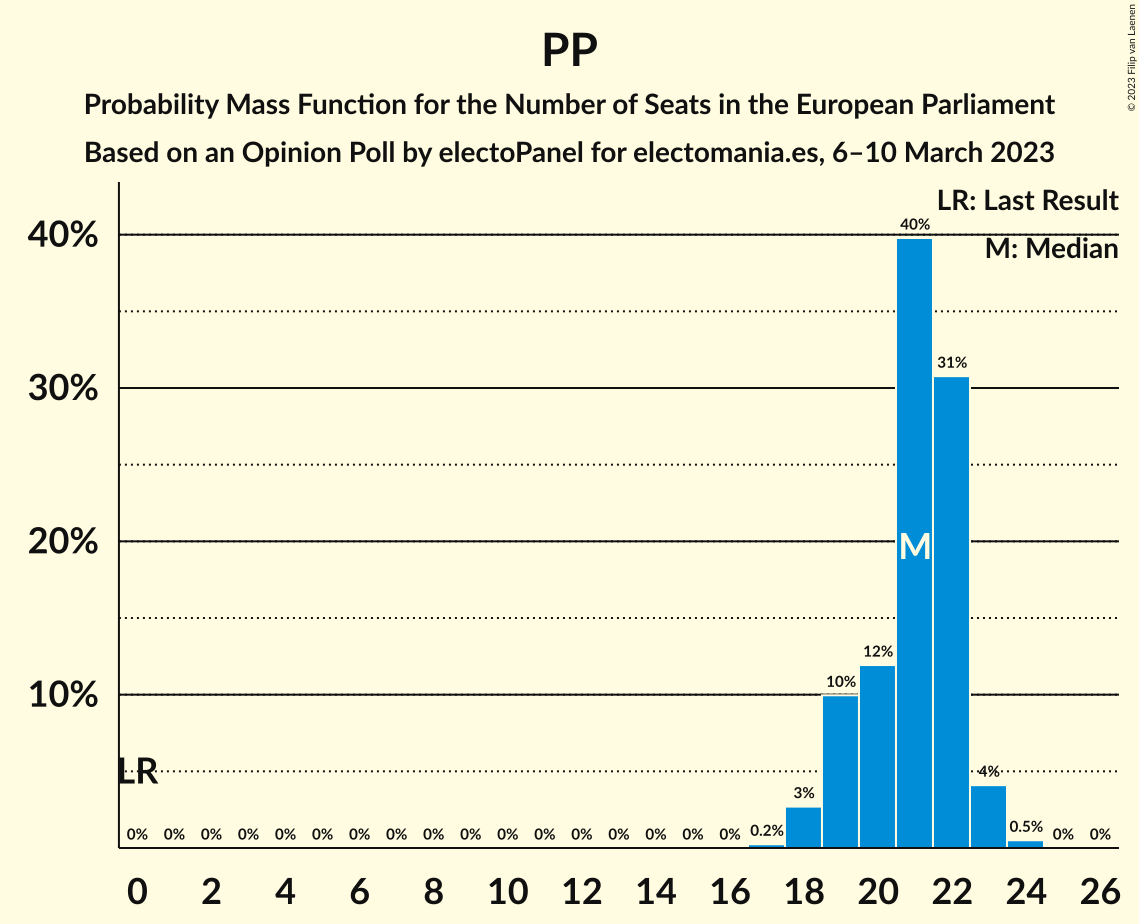 PP
Probability Mass Function for the Number of Seats in the European Parliament
Based on an Opinion Poll by electoPanel for electomania.es, 6–10 March 2023
© 2023 Filip van Laenen
LR: Last Result
M: Median
40%
30%
20%
10%
40%
31%
M
12%
10%
LR
4%
3%
0% 0% 0% 0% 0% 0% 0% 0% 0% 0% 0% 0% 0% 0% 0% 0% 0% 0.2% 0.5% 0% 0%
0 2 4 6 8 10 12 14 16 18 20 22 24 26